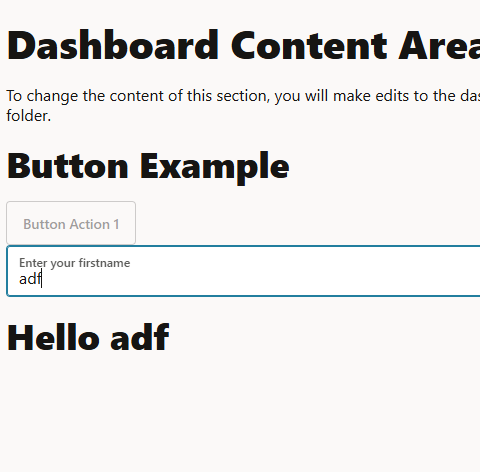 Dashboard Content Area
To change the content of this section, you will make edits to the das
folder.
Button Example
Button Action 1
Enter your firstname
adf
Hello adf